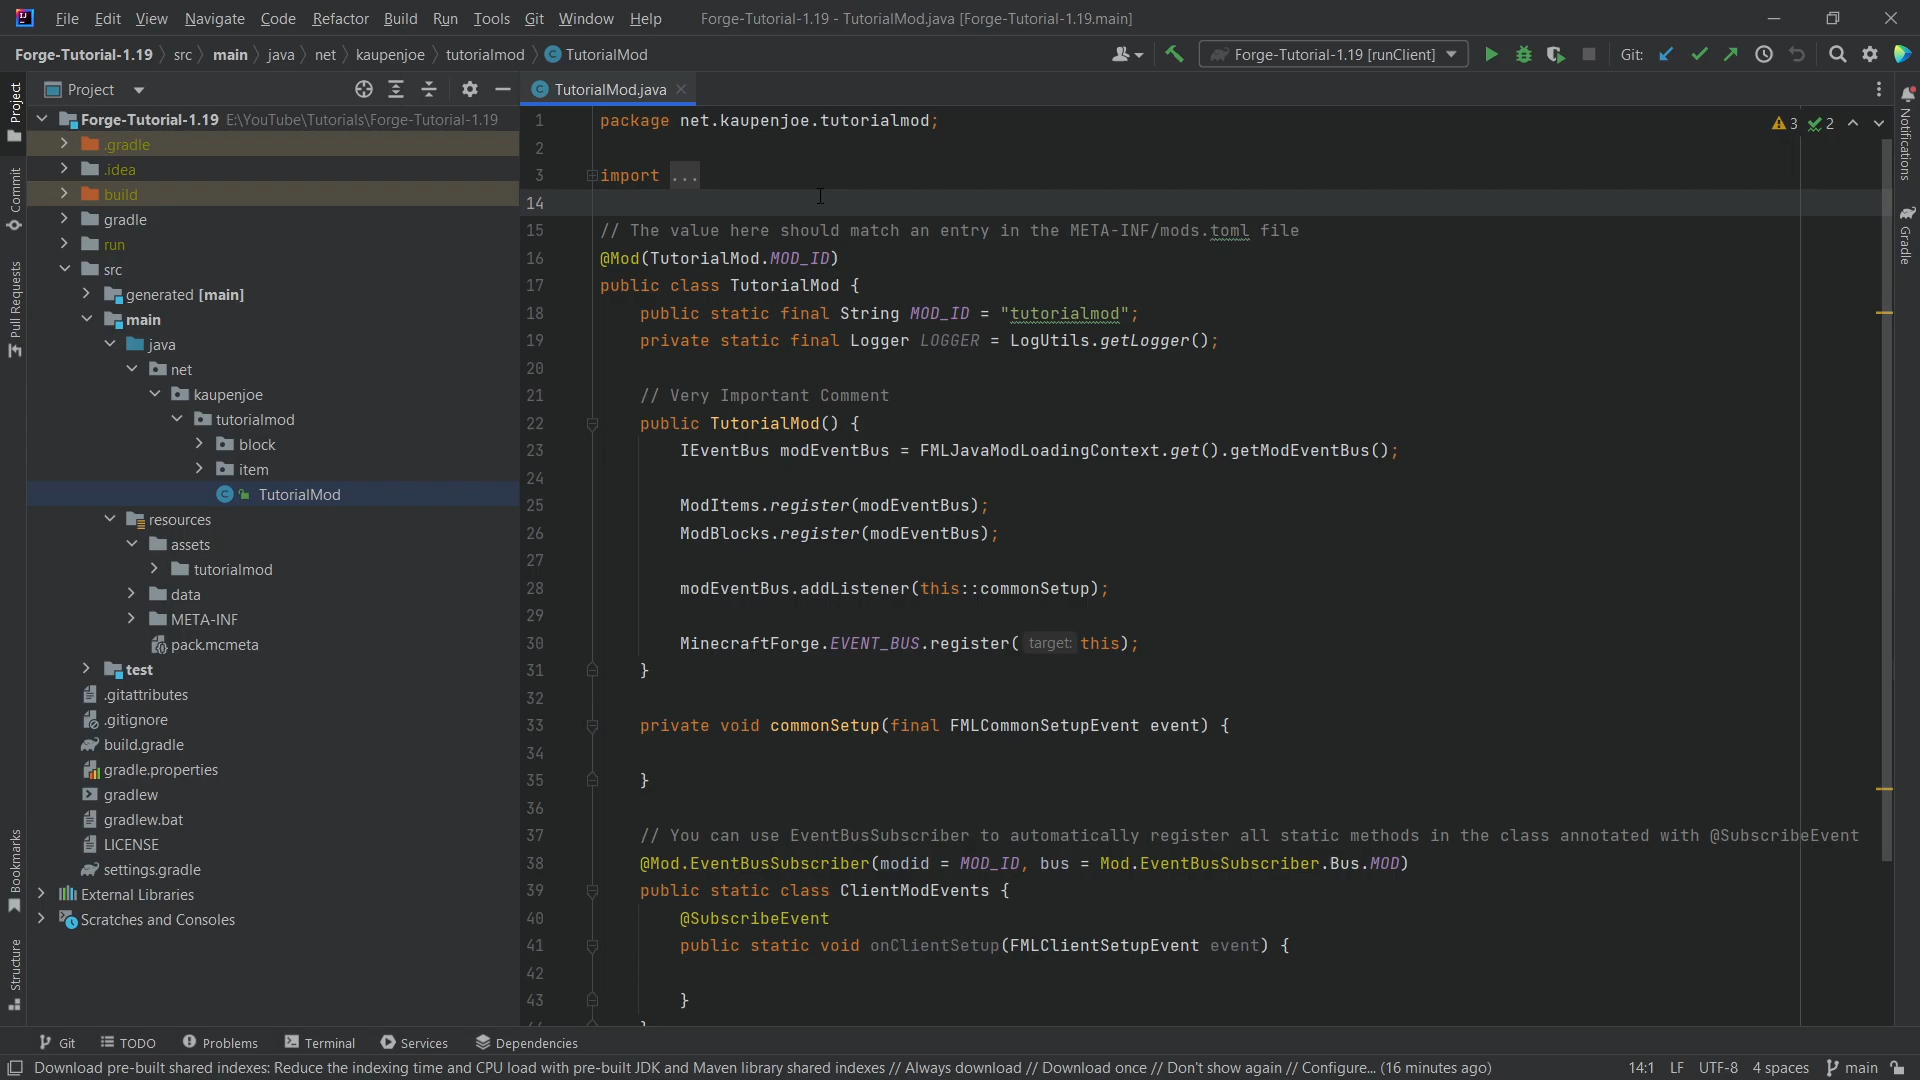 File Edit View Navigate Code Refactor Build Run Tools Git Window Help Forge-Tutorial-1.19 - TutorialMod.java [Forge-Tutorial-1.19.main]
Forge-Tutorial-1.19 src main java net kaupenjoe tutorialmod TutorialMod Forge-Tutorial-1.19 [runClient] Git:
Project
TutorialMod.java
Project
Commit
Pull Requests
Bookmarks
Structure
Forge-Tutorial-1.19 E:\YouTube\Tutorials\Forge-Tutorial-1.19
.gradle
.idea
build
gradle
run
src
generated [main]
main
java
net
kaupenjoe
tutorialmod
block
item
TutorialMod
resources
assets
tutorialmod
data
META-INF
pack.mcmeta
test
.gitattributes
.gitignore
build.gradle
gradle.properties
gradlew
gradlew.bat
LICENSE
settings.gradle
External Libraries
Scratches and Consoles
1 package net.kaupenjoe.tutorialmod;
2
3 import ...
14
15 // The value here should match an entry in the META-INF/mods.toml file
16 @Mod(TutorialMod.MOD_ID)
17 public class TutorialMod {
18 public static final String MOD_ID = "tutorialmod";
19 private static final Logger LOGGER = LogUtils.getLogger();
20
21 // Very Important Comment
22 public TutorialMod() {
23 IEventBus modEventBus = FMLJavaModLoadingContext.get().getModEventBus();
24
25 ModItems.register(modEventBus);
26 ModBlocks.register(modEventBus);
27
28 modEventBus.addListener(this::commonSetup);
29
30 MinecraftForge.EVENT_BUS.register( target: this);
31 }
32
33 private void commonSetup(final FMLCommonSetupEvent event) {
34
35 }
36
37 // You can use EventBusSubscriber to automatically register all static methods in the class annotated with @SubscribeEvent
38 @Mod.EventBusSubscriber(modid = MOD_ID, bus = Mod.EventBusSubscriber.Bus.MOD)
39 public static class ClientModEvents {
40 @SubscribeEvent
41 public static void onClientSetup(FMLClientSetupEvent event) {
42
43 }
3 2
Notifications
Gradle
Git TODO Problems Terminal Services Dependencies
Download pre-built shared indexes: Reduce the indexing time and CPU load with pre-built JDK and Maven library shared indexes // Always download // Download once // Don't show again // Configure... (16 minutes ago) 14:1 LF UTF-8 4 spaces main